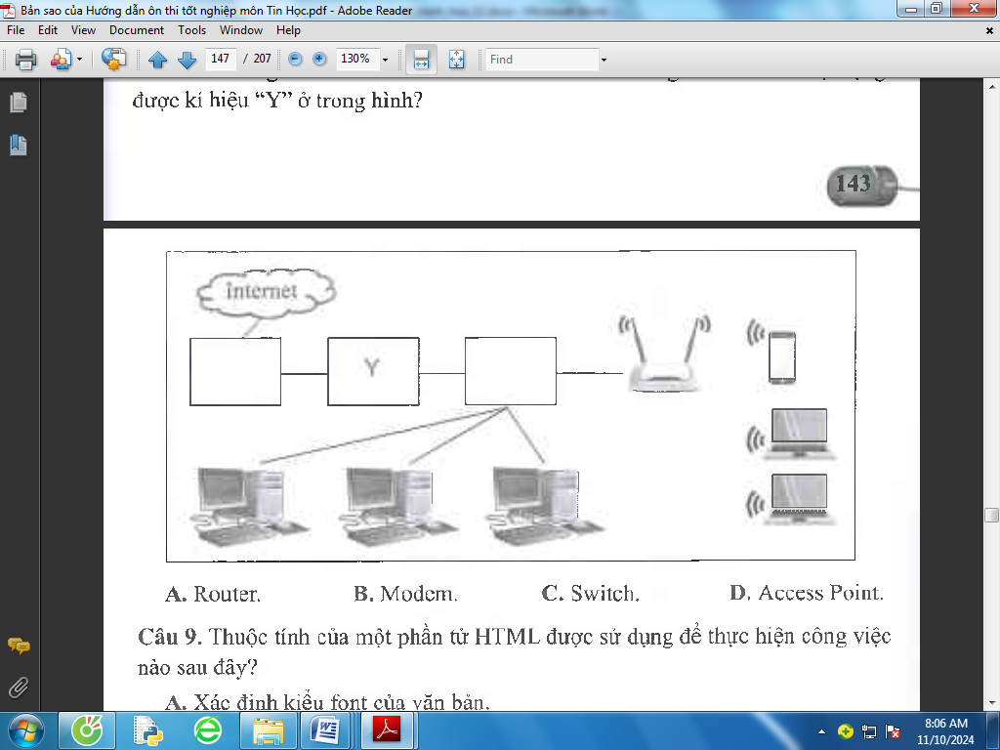 Bản sao của Hướng dẫn ôn thi tốt nghiệp môn Tin Học.pdf - Adobe Reader
File Edit View Document Tools Window Help
147 / 207 130% Find
được kí hiệu “Y” ở trong hình?
143
internet
Y
A. Router. B. Modem. C. Switch. D. Access Point.
Câu 9. Thuộc tính của một phần tử HTML được sử dụng để thực hiện công việc
nào sau đây?
A. Xác định kiểu font của văn bản.
8:06 AM
11/10/2024